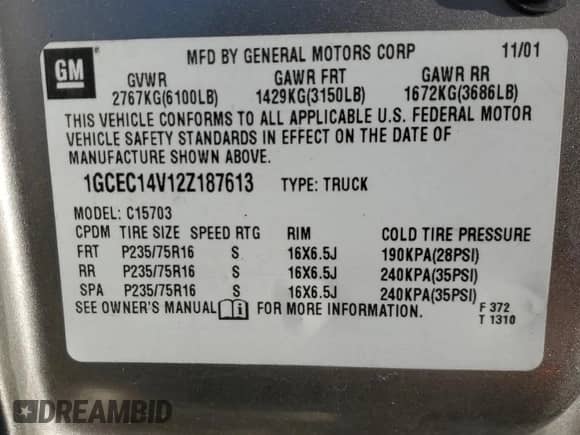 GM
MFD BY GENERAL MOTORS CORP 11/01
GVWR GAWR FRT GAWR RR
2767KG(6100LB) 1429KG(3150LB) 1672KG(3686LB)
THIS VEHICLE CONFORMS TO ALL APPLICABLE U.S. FEDERAL MOTOR
VEHICLE SAFETY STANDARDS IN EFFECT ON THE DATE OF
MANUFACTURE SHOWN ABOVE.
1GCEC14V12Z187613 TYPE: TRUCK
MODEL: C15703
CPDM TIRE SIZE SPEED RTG RIM COLD TIRE PRESSURE
FRT P235/75R16 S 16X6.5J 190KPA(28PSI)
RR P235/75R16 S 16X6.5J 240KPA(35PSI)
SPA P235/75R16 S 16X6.5J 240KPA(35PSI)
SEE OWNER'S MANUAL i FOR MORE INFORMATION. F 372
T 1310
DREAMBID